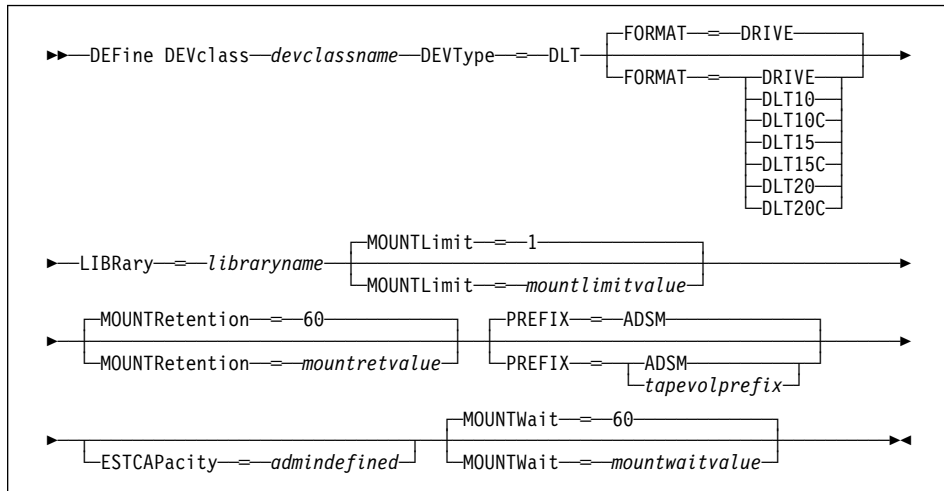 FORMAT = DRIVE
DEFine DEVclass devclassname DEVType = DLT
FORMAT = DRIVE
DLT10
DLT10C
DLT15
DLT15C
DLT20
DLT20C
MOUNTLimit = 1
LIBRary = libraryname
MOUNTLimit = mountlimitvalue
MOUNTRetention = 60 PREFIX = ADSM
MOUNTRetention = mountretvalue PREFIX = ADSM
tapevolprefix
MOUNTWait = 60
ESTCAPacity = admindefined MOUNTWait = mountwaitvalue